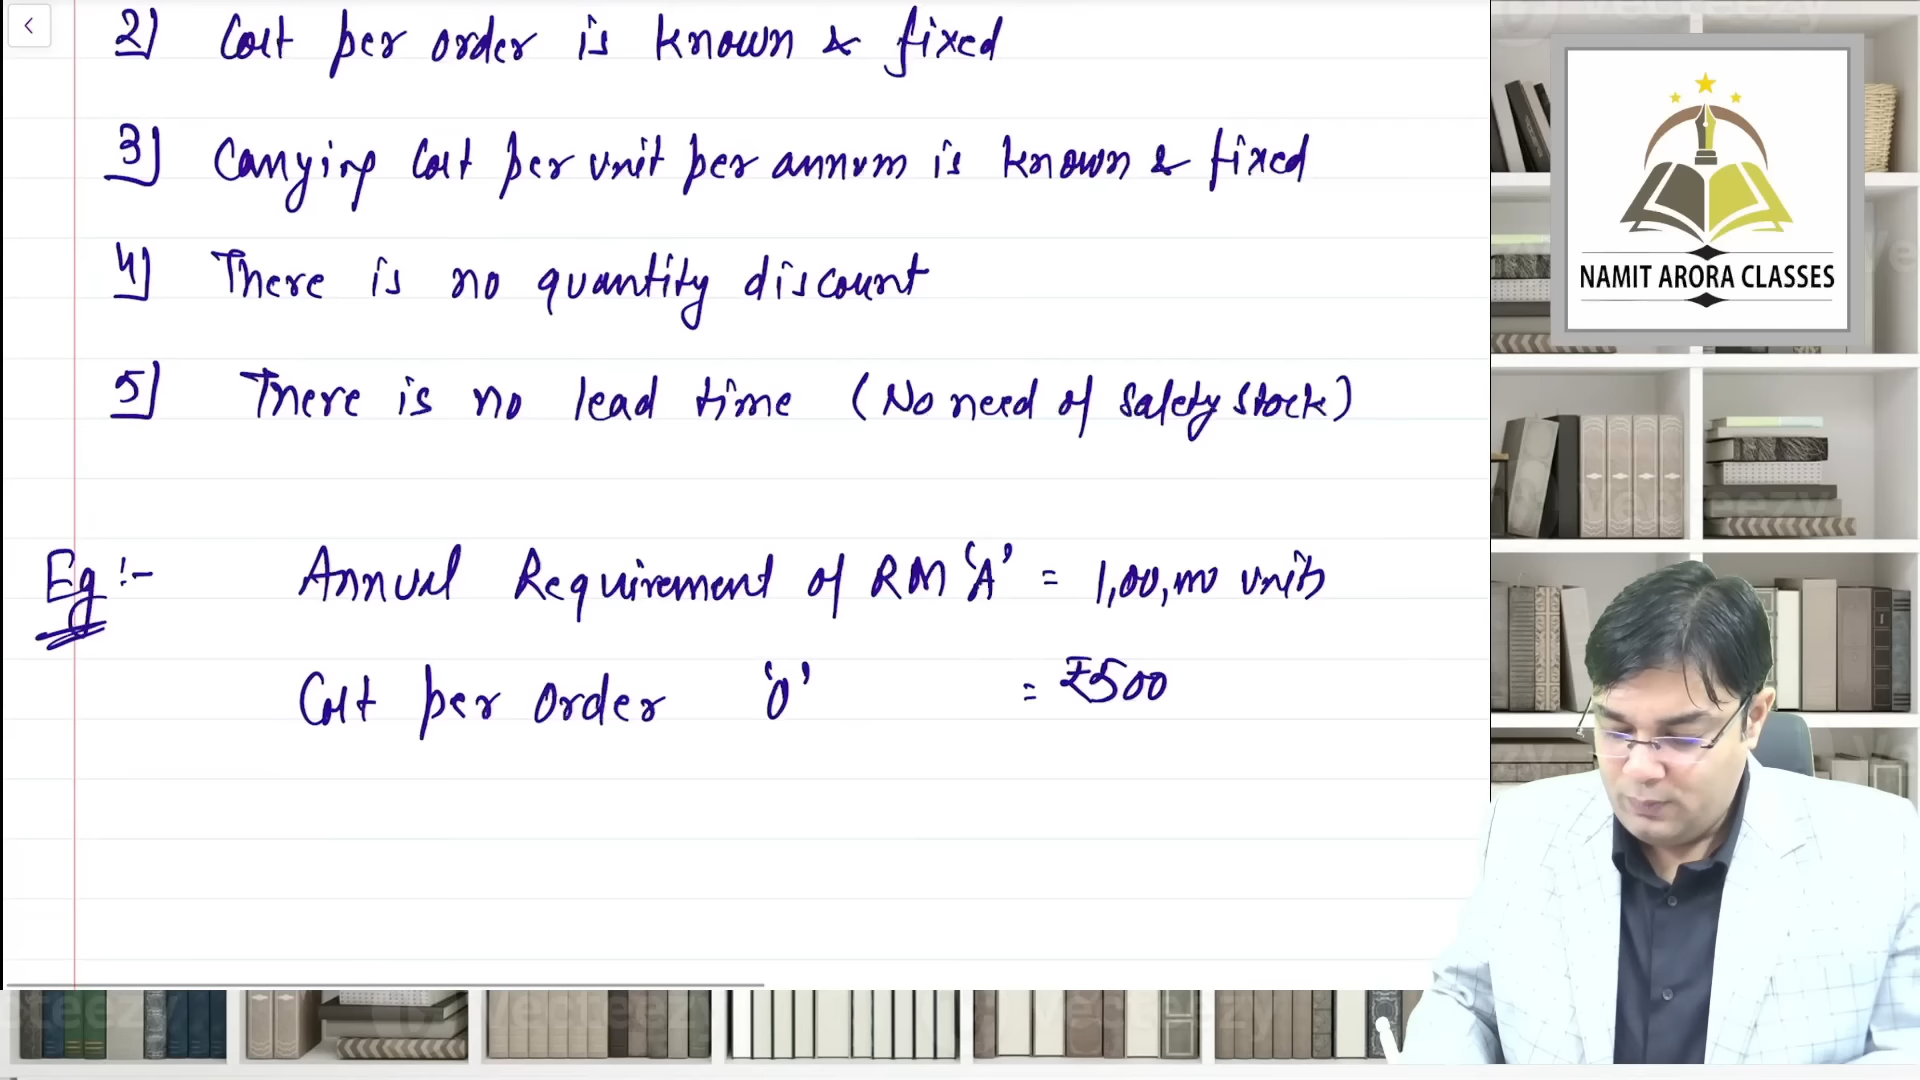 2) Cost per order is known & fixed
3) Carrying Cost per unit per annum is known & fixed
4) There is no quantity discount
5) There is no lead time (No need of safety stock)
Eg :- Annual Requirement of RM 'A' = 1,00,000 units
Cost per order 'O' = ₹500
NAMIT ARORA CLASSES